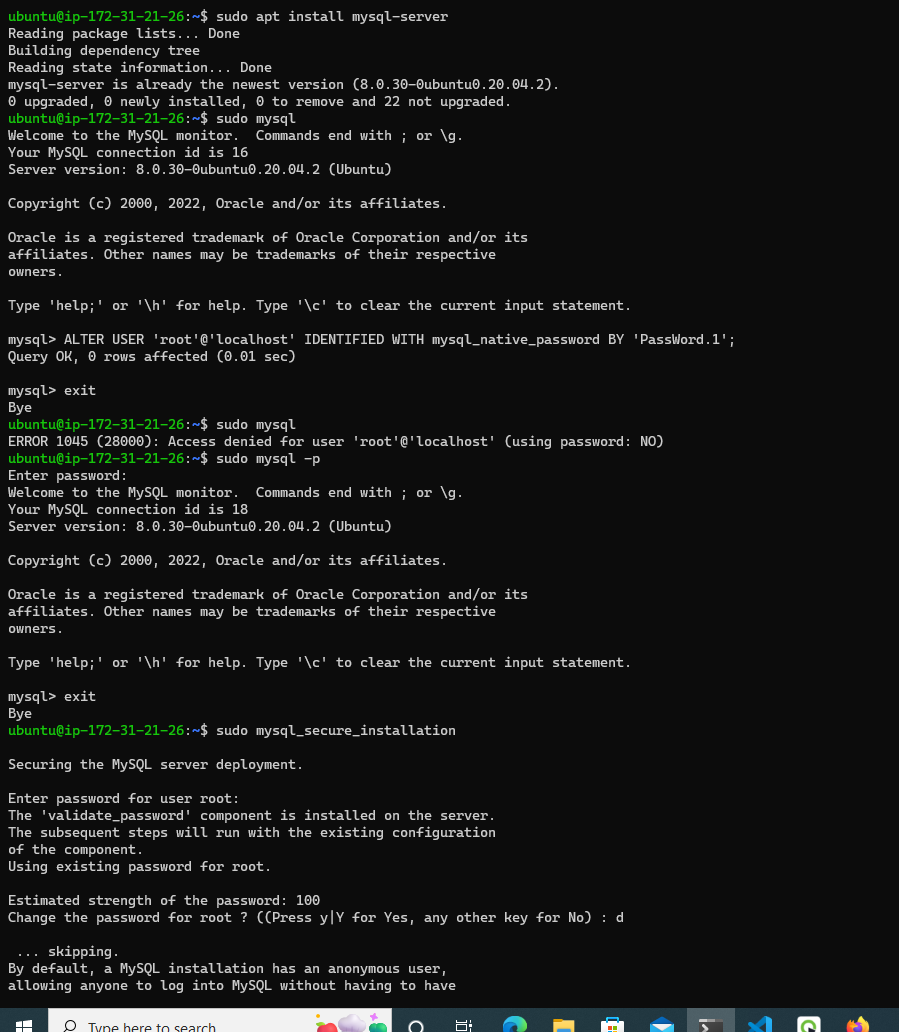 ubuntu@ip-172-31-21-26:~$ sudo apt install mysql-server
Reading package lists... Done
Building dependency tree
Reading state information... Done
mysql-server is already the newest version (8.0.30-0ubuntu0.20.04.2).
0 upgraded, 0 newly installed, 0 to remove and 22 not upgraded.
ubuntu@ip-172-31-21-26:~$ sudo mysql
Welcome to the MySQL monitor.  Commands end with ; or \g.
Your MySQL connection id is 16
Server version: 8.0.30-0ubuntu0.20.04.2 (Ubuntu)
Copyright (c) 2000, 2022, Oracle and/or its affiliates.
Oracle is a registered trademark of Oracle Corporation and/or its
affiliates. Other names may be trademarks of their respective
owners.
Type 'help;' or '\h' for help. Type '\c' to clear the current input statement.
mysql> ALTER USER 'root'@'localhost' IDENTIFIED WITH mysql_native_password BY 'PassWord.1';
Query OK, 0 rows affected (0.01 sec)
mysql> exit
Bye
ubuntu@ip-172-31-21-26:~$ sudo mysql
ERROR 1045 (28000): Access denied for user 'root'@'localhost' (using password: NO)
ubuntu@ip-172-31-21-26:~$ sudo mysql -p
Enter password:
Welcome to the MySQL monitor.  Commands end with ; or \g.
Your MySQL connection id is 18
Server version: 8.0.30-0ubuntu0.20.04.2 (Ubuntu)
Copyright (c) 2000, 2022, Oracle and/or its affiliates.
Oracle is a registered trademark of Oracle Corporation and/or its
affiliates. Other names may be trademarks of their respective
owners.
Type 'help;' or '\h' for help. Type '\c' to clear the current input statement.
mysql> exit
Bye
ubuntu@ip-172-31-21-26:~$ sudo mysql_secure_installation
Securing the MySQL server deployment.
Enter password for user root:
The 'validate_password' component is installed on the server.
The subsequent steps will run with the existing configuration
of the component.
Using existing password for root.
Estimated strength of the password: 100
Change the password for root ? ((Press y|Y for Yes, any other key for No) : d
 ... skipping.
By default, a MySQL installation has an anonymous user,
allowing anyone to log into MySQL without having to have
Type here to search